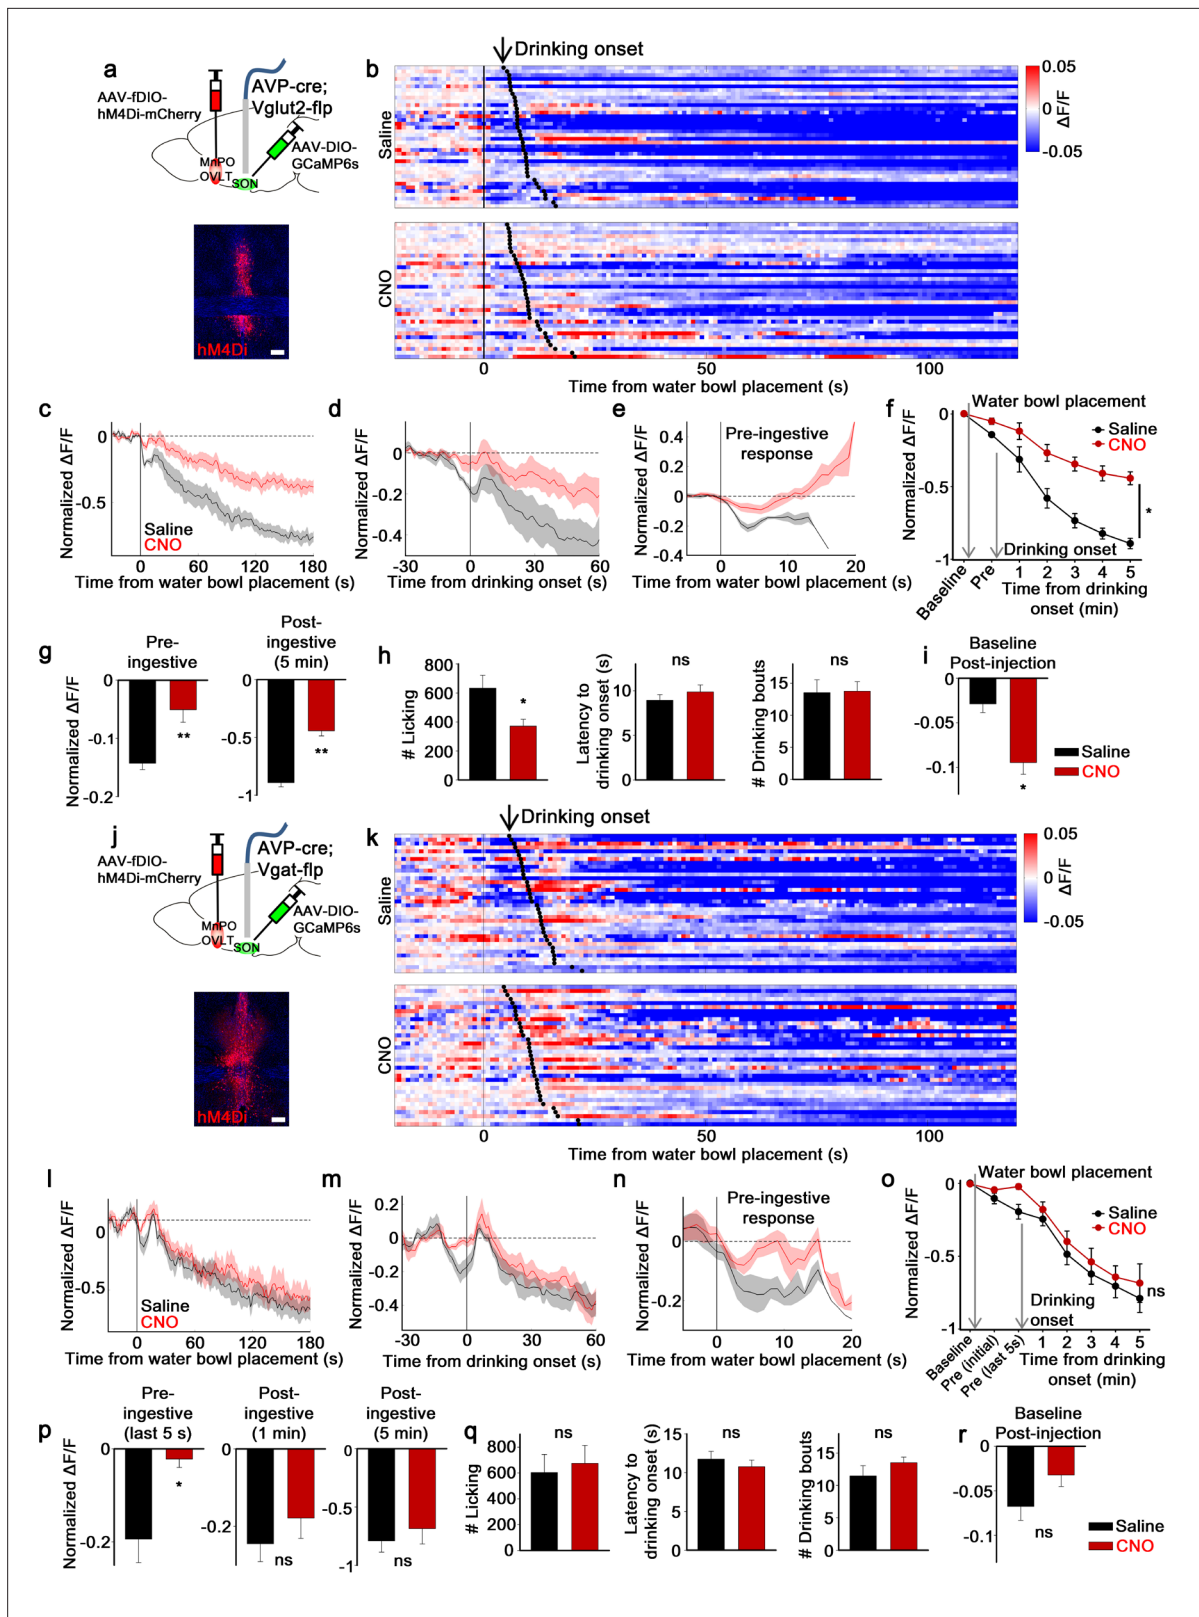 a
AAV-fDIO-
hM4Di-mCherry
AVP-cre;
Vglut2-flp
AAV-DIO-
GCaMP6s
MnPO
OVLT
SON
hM4Di
b
Drinking onset
Saline
CNO
0.05
0
-0.05
ΔF/F
0
50
100
Time from water bowl placement (s)
c
Normalized ΔF/F
0
-0.5
Saline
CNO
0
60
120
180
Time from water bowl placement (s)
d
Normalized ΔF/F
0
-0.2
-0.4
-30
0
30
60
Time from drinking onset (s)
e
Pre-ingestive
response
Normalized ΔF/F
0.4
0.2
0
-0.2
-0.4
0
10
20
Time from water bowl placement (s)
f
Water bowl placement
Saline
CNO
Normalized ΔF/F
0
-0.5
-1
*
Drinking onset
Baseline
Pre
1
2
3
4
5
Time from drinking
onset (min)
g
Pre-
ingestive
Normalized ΔF/F
0
-0.1
-0.2
**
Post-
ingestive
(5 min)
0
-0.5
-1
**
h
# Licking
800
600
400
200
0
*
Latency to
drinking onset (s)
ns
10
5
0
# Drinking bouts
ns
15
10
5
0
i
Baseline
Post-injection
0
-0.05
-0.1
*
Saline
CNO
j
AAV-fDIO-
hM4Di-mCherry
AVP-cre;
Vgat-flp
AAV-DIO-
GCaMP6s
MnPO
OVLT
SON
hM4Di
k
Drinking onset
Saline
CNO
0.05
0
-0.05
ΔF/F
0
50
100
Time from water bowl placement (s)
l
Normalized ΔF/F
0
-0.5
Saline
CNO
0
60
120
180
Time from water bowl placement (s)
m
Normalized ΔF/F
0.2
0
-0.2
-0.4
-30
0
30
60
Time from drinking onset (s)
n
Pre-ingestive
response
Normalized ΔF/F
0
-0.2
0
10
20
Time from water bowl placement (s)
o
Water bowl placement
Saline
CNO
Normalized ΔF/F
0
-0.5
-1
ns
Drinking
onset
Baseline
Pre (initial)
Pre (last 5s)
1
2
3
4
5
Time from drinking
onset (min)
p
Pre-
ingestive
(last 5 s)
Normalized ΔF/F
0
-0.2
*
Post-
ingestive
(1 min)
0
-0.2
ns
Post-
ingestive
(5 min)
0
-0.5
-1
ns
q
# Licking
ns
800
600
400
200
0
Latency to
drinking onset (s)
ns
15
10
5
0
# Drinking bouts
ns
15
10
5
0
r
Baseline
Post-injection
0
-0.05
-0.1
ns
Saline
CNO